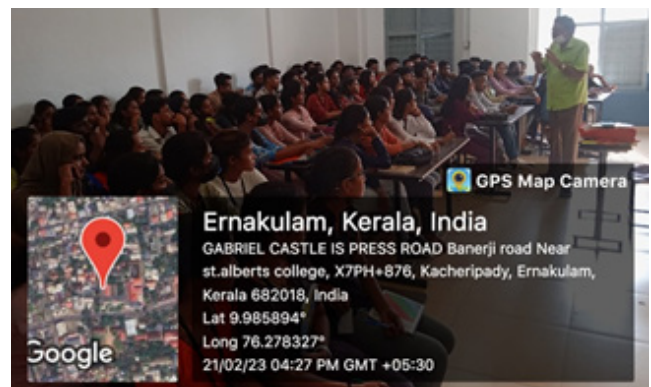 GPS Map Camera
Ernakulam, Kerala, India
GABRIEL CASTLE IS PRESS ROAD Banerji road Near
st.alberts college, X7PH+876, Kacheripady, Ernakulam,
Kerala 682018, India
Lat 9.985894°
Long 76.278327°
21/02/23 04:27 PM GMT +05:30
Google